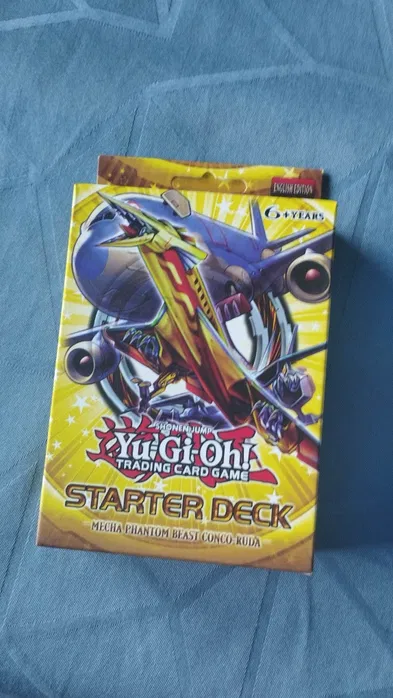 ENGLISH EDITION
6+YEARS
SHONEN JUMP
Yu-Gi-Oh!
TRADING CARD GAME
STARTER DECK
MECHA PHANTOM BEAST CONCO RUDA